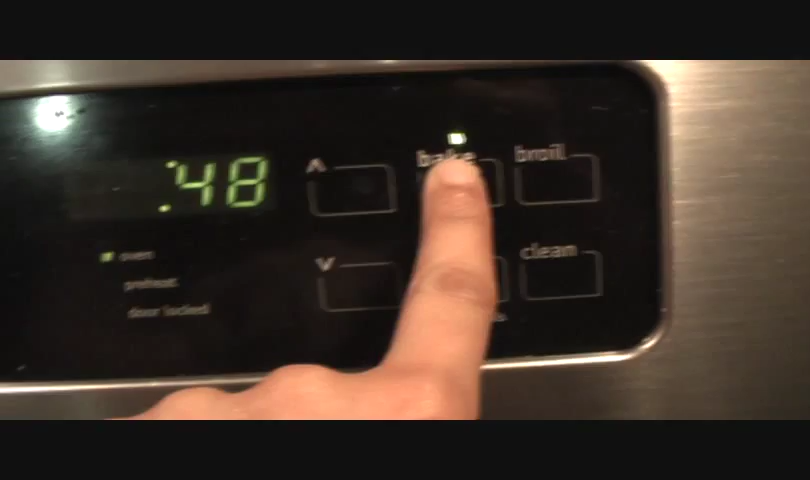 :48
^ bake broil
oven
preheat
door locked
v clean